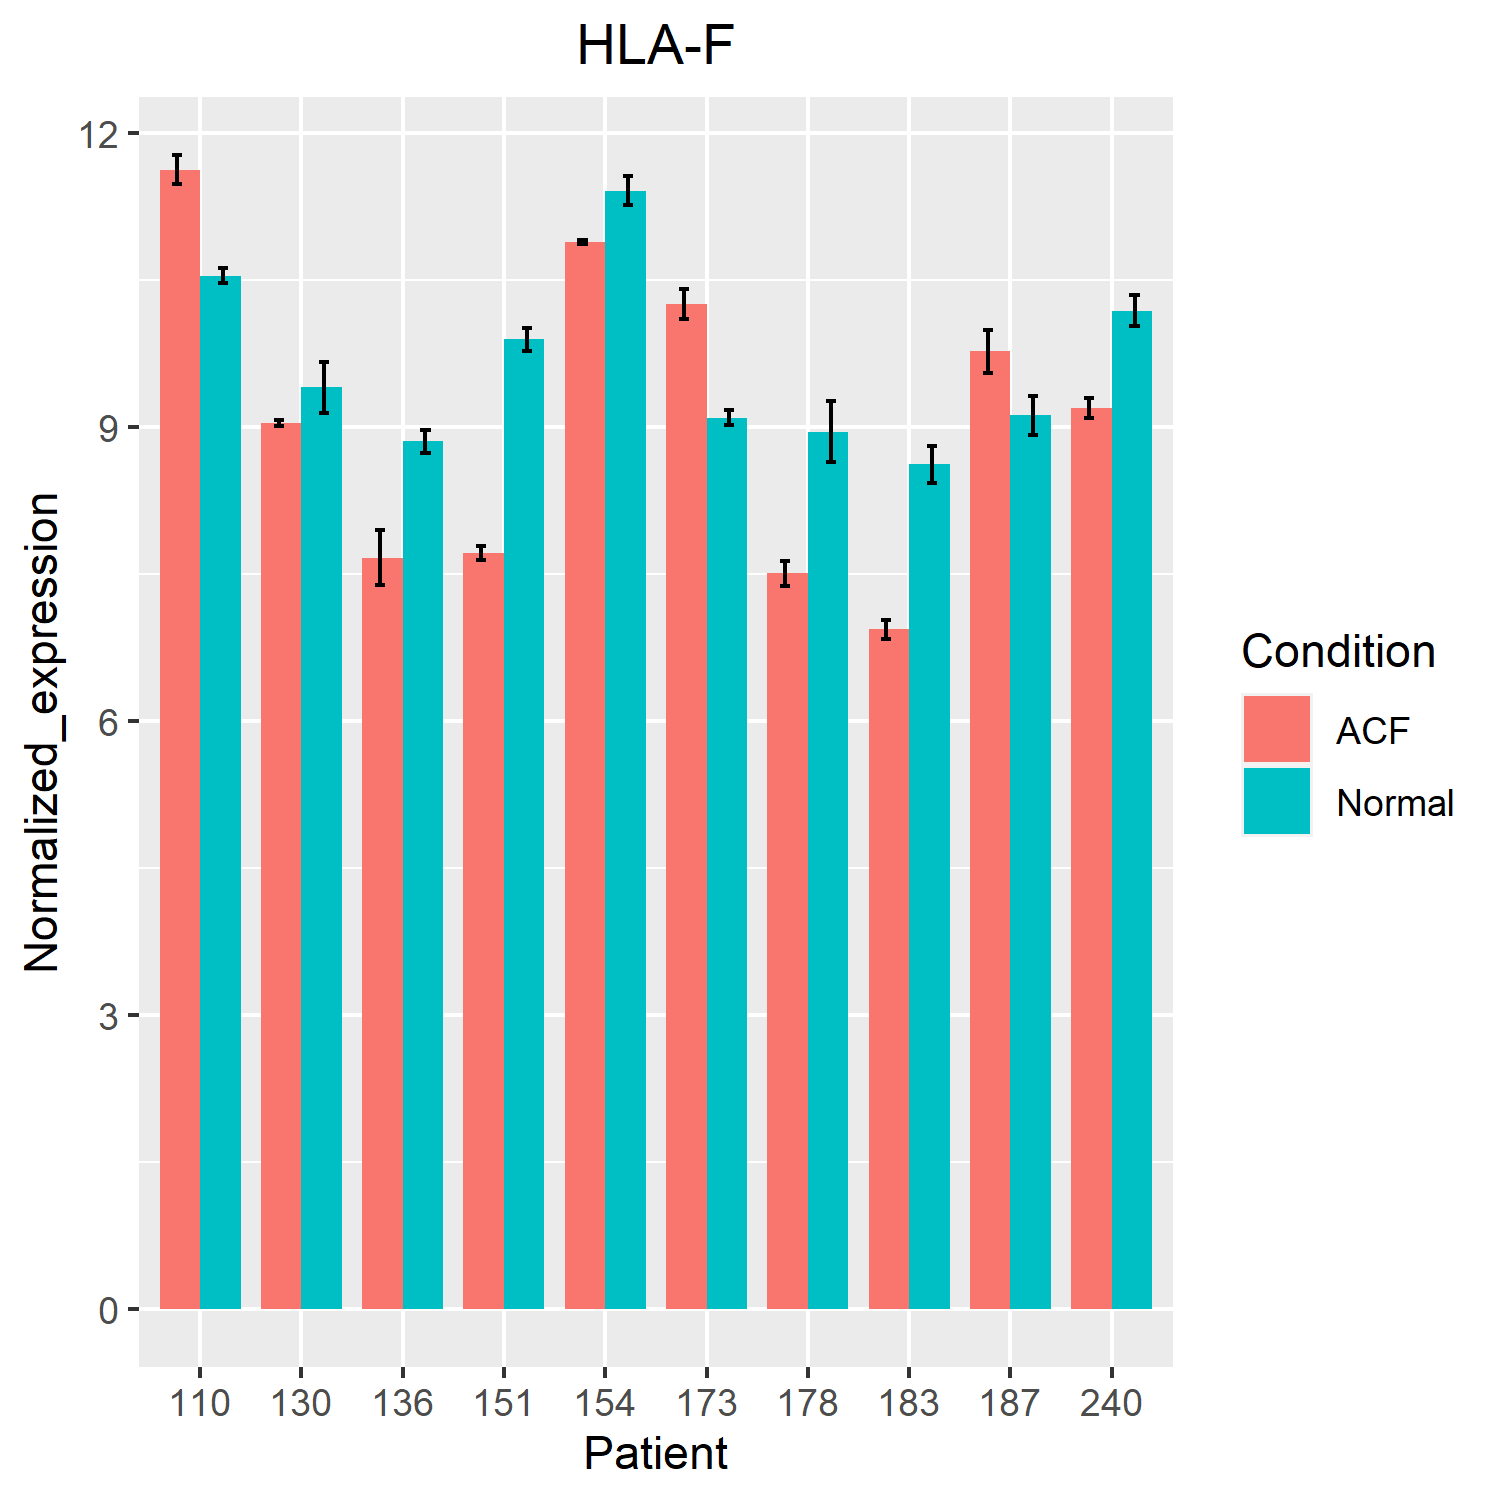 HLA-F
12
9
6
3
0
Normalized_expression
110 130 136 151 154 173 178 183 187 240
Patient
Condition
ACF
Normal